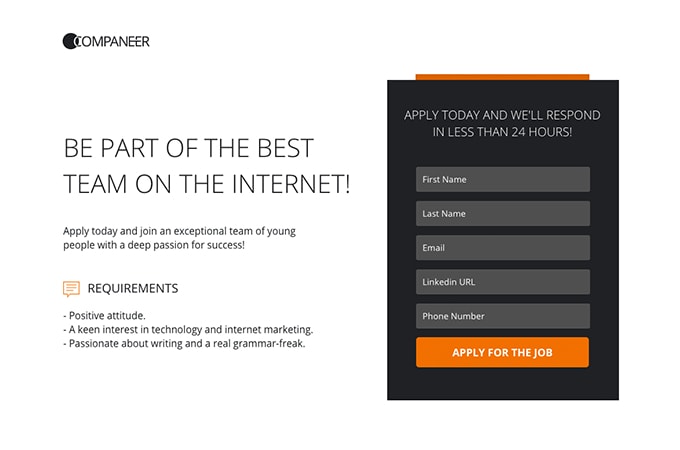 COMPANEER
BE PART OF THE BEST
TEAM ON THE INTERNET!
Apply today and join an exceptional team of young
people with a deep passion for success!
REQUIREMENTS
- Positive attitude.
- A keen interest in technology and internet marketing.
- Passionate about writing and a real grammar-freak.
APPLY TODAY AND WE'LL RESPOND
IN LESS THAN 24 HOURS!
First Name
Last Name
Email
Linkedin URL
Phone Number
APPLY FOR THE JOB